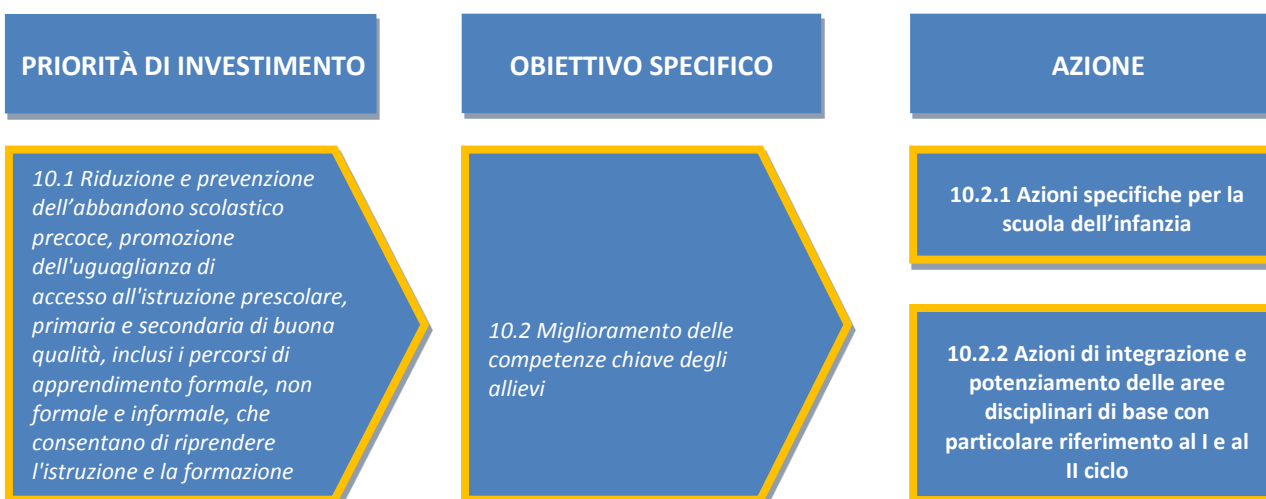 PRIORITÀ DI INVESTIMENTO
OBIETTIVO SPECIFICO
AZIONE
10.1 Riduzione e prevenzione
dell’abbandono scolastico
precoce, promozione
dell'uguaglianza di
accesso all'istruzione prescolare,
primaria e secondaria di buona
qualità, inclusi i percorsi di
apprendimento formale, non
formale e informale, che
consentano di riprendere
l'istruzione e la formazione
10.2 Miglioramento delle
competenze chiave degli
allievi
10.2.1 Azioni specifiche per la
scuola dell’infanzia
10.2.2 Azioni di integrazione e
potenziamento delle aree
disciplinari di base con
particolare riferimento al I e al
II ciclo